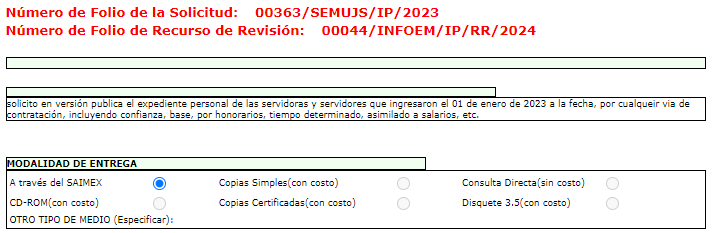 Número de Folio de la Solicitud: 00363/SEMUJS/IP/2023
Número de Folio de Recurso de Revisión: 00044/INFOEM/IP/RR/2024
solicito en versión publica el expediente personal de las servidoras y servidores que ingresaron el 01 de enero de 2023 a la fecha, por cualqueir via de
contratación, incluyendo confianza, base, por honorarios, tiempo determinado, asimilado a salarios, etc.
MODALIDAD DE ENTREGA
A través del SAIMEX Copias Simples(con costo) Consulta Directa(sin costo)
CD-ROM(con costo) Copias Certificadas(con costo) Disquete 3.5(con costo)
OTRO TIPO DE MEDIO (Especificar):